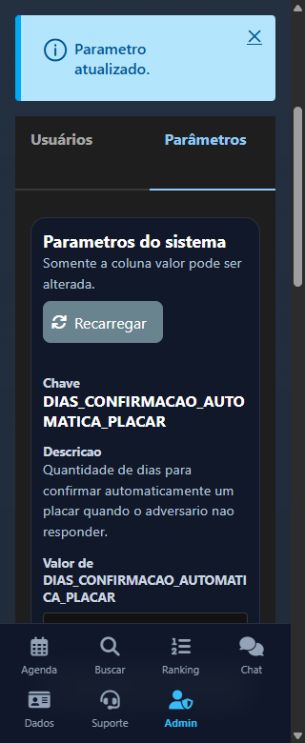 Parametro
atualizado.
Usuários
Parâmetros
Parametros do sistema
Somente a coluna valor pode ser
alterada.
Recarregar
Chave
DIAS_CONFIRMACAO_AUTO
MATICA_PLACAR
Descricao
Quantidade de dias para
confirmar automaticamente um
placar quando o adversario nao
responder.
Valor de
DIAS_CONFIRMACAO_AUTOMATI
CA_PLACAR
Agenda
Buscar
Ranking
Chat
Dados
Suporte
Admin